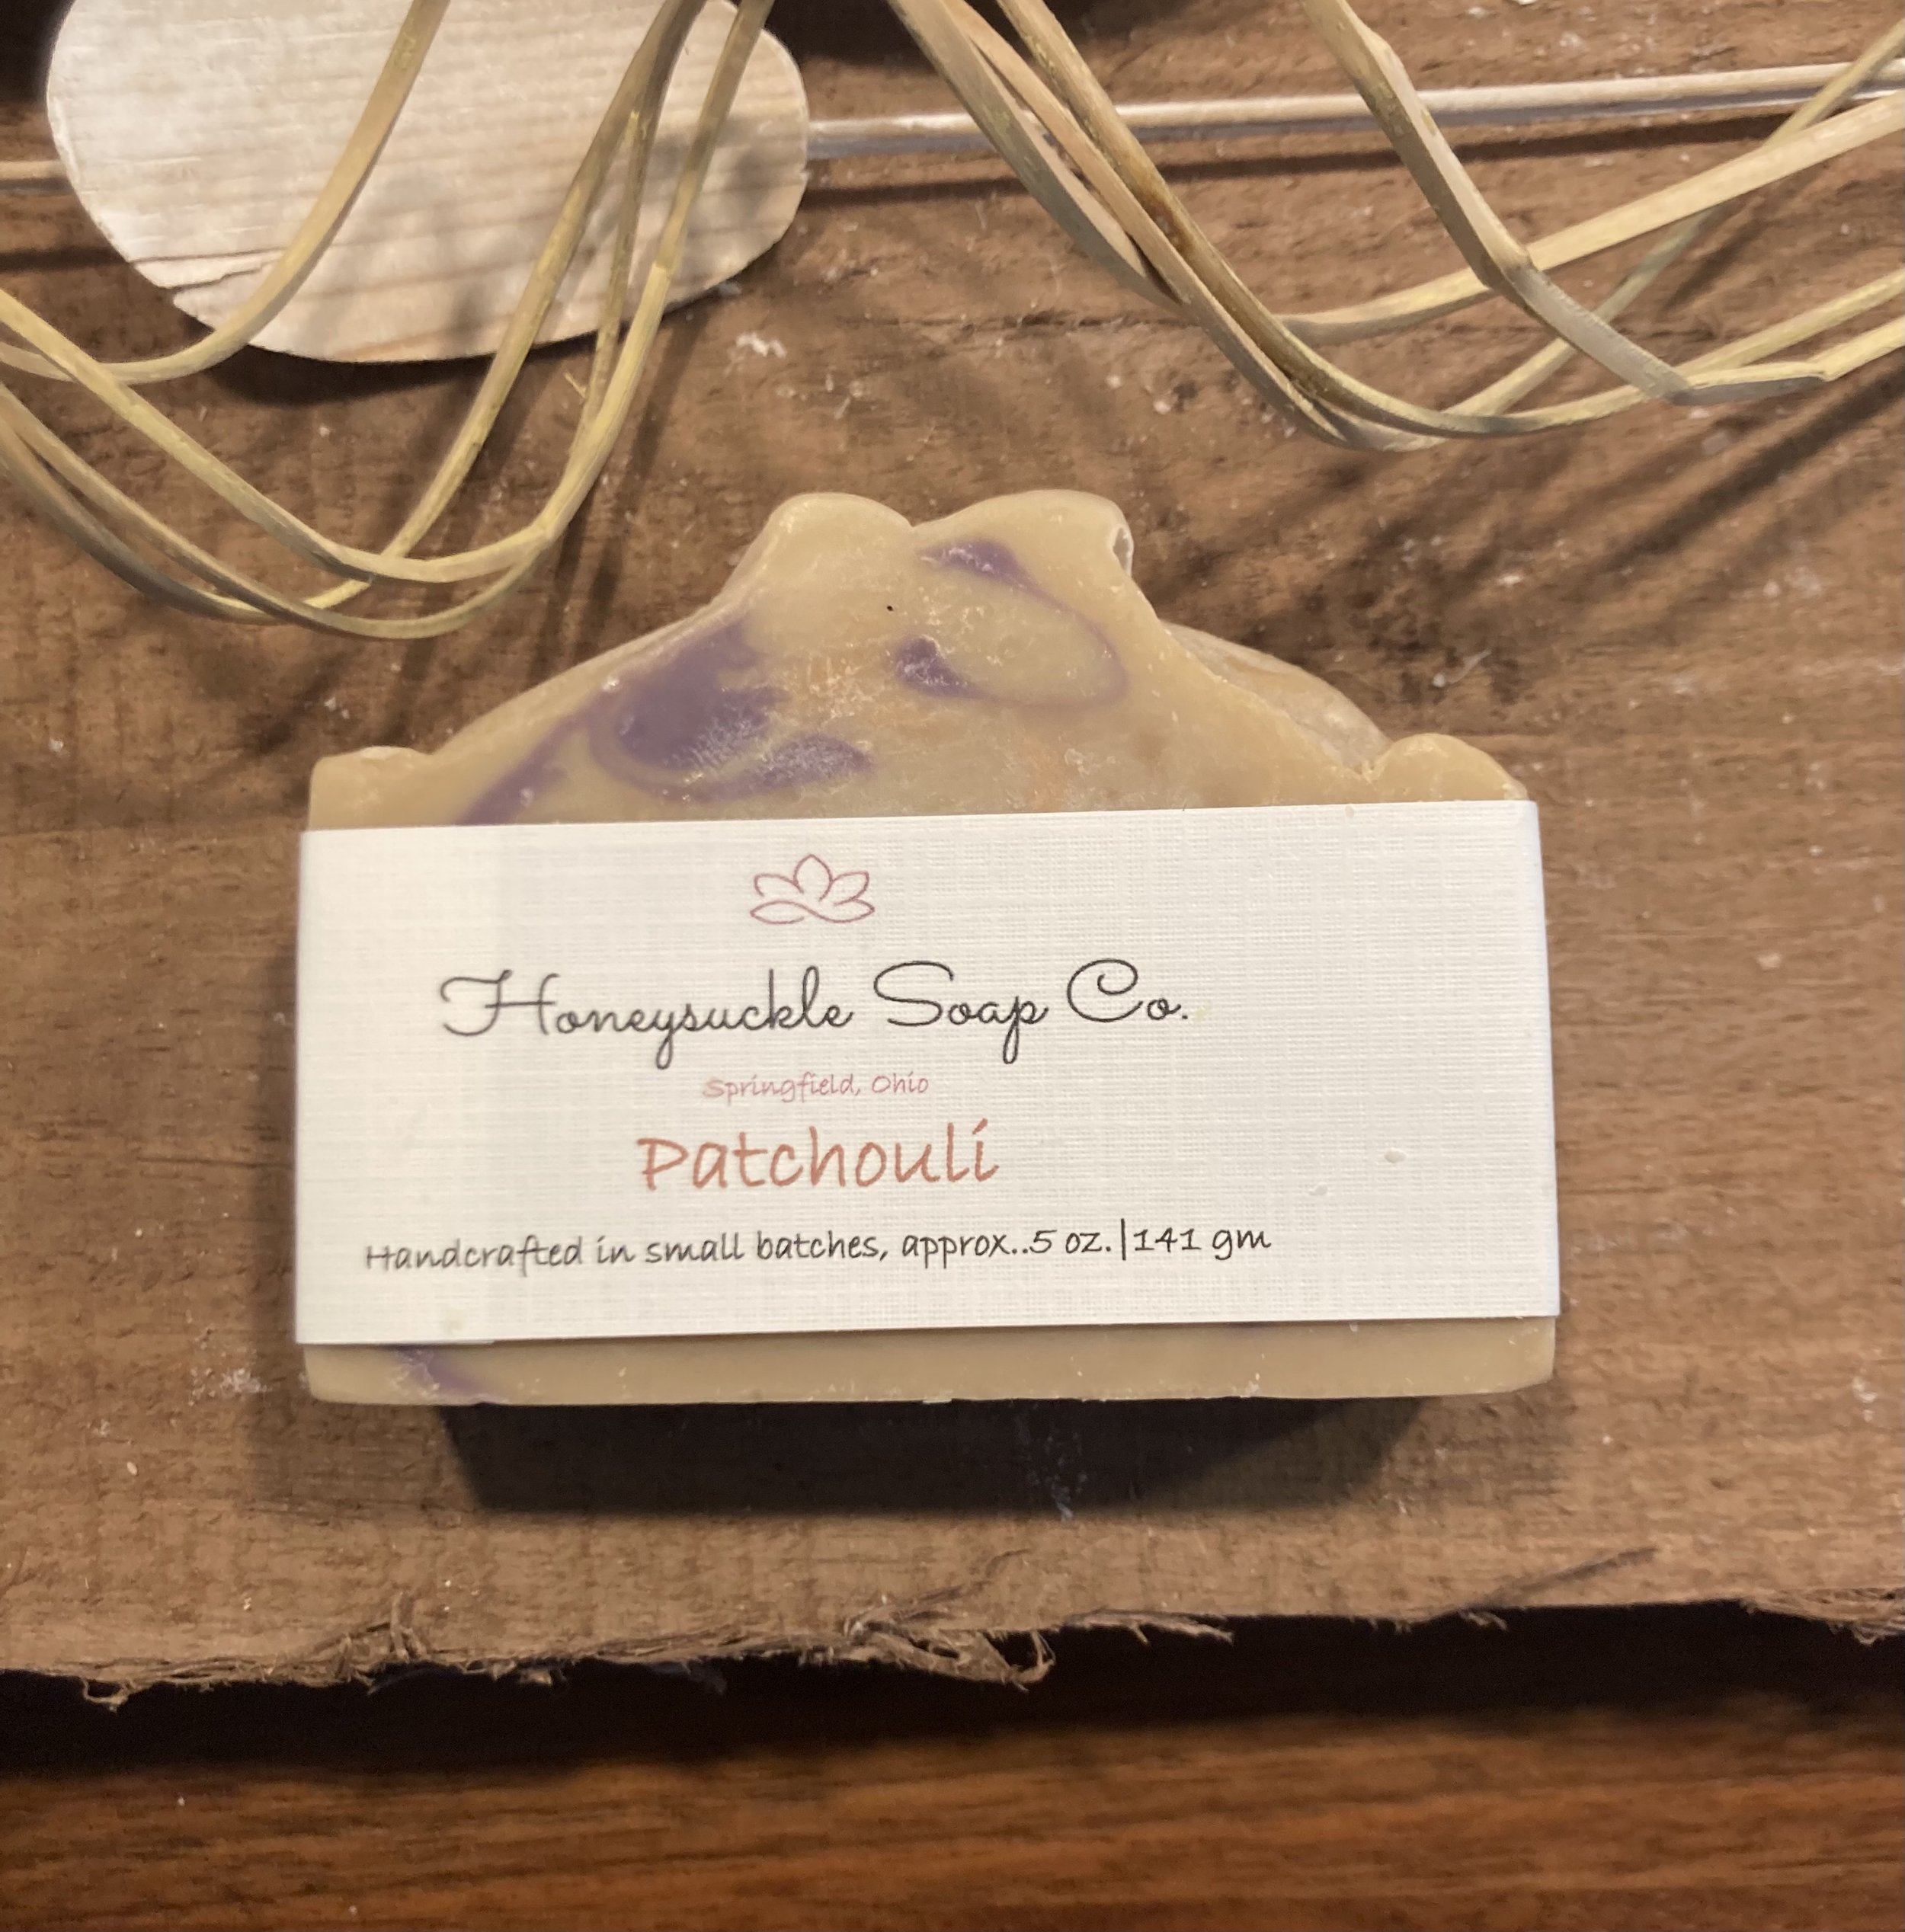 Honeysuckle Soap Co.
Springfield, Ohio
Patchouli
Handcrafted in small batches, approx..5 oz.|141 gm